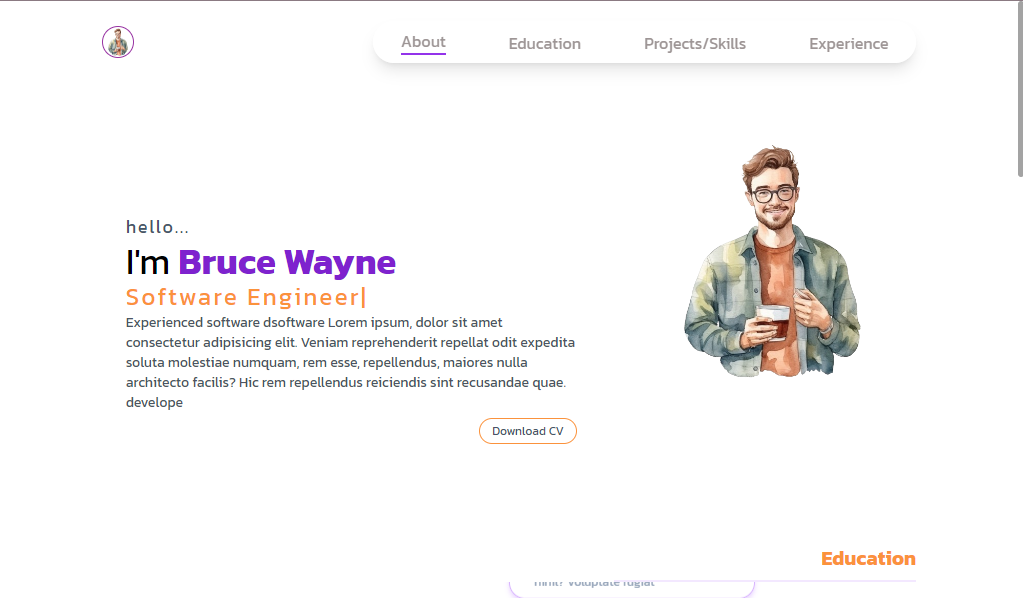 About Education Projects/Skills Experience
hello...
I'm Bruce Wayne
Software Engineer|
Experienced software dsoftware Lorem ipsum, dolor sit amet
consectetur adipisicing elit. Veniam reprehenderit repellat odit expedita
soluta molestiae numquam, rem esse, repellendus, maiores nulla
architecto facilis? Hic rem repellendus reiciendis sint recusandae quae.
develope
Download CV
Education
voluptate fugiat